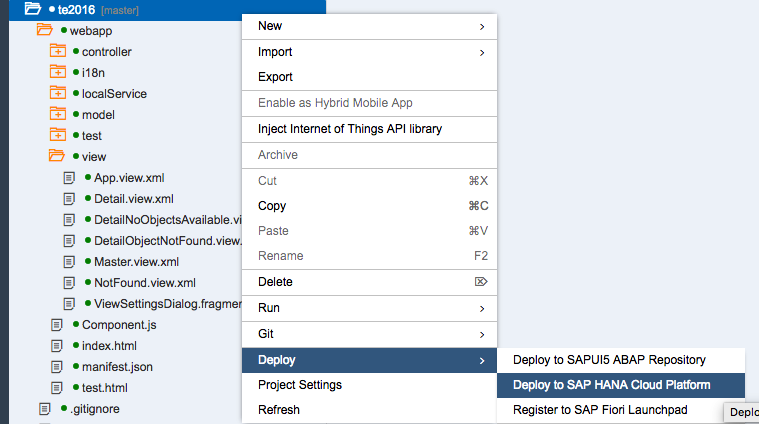 te2016 [master]
webapp
controller
i18n
localService
model
test
view
App.view.xml
Detail.view.xml
DetailNoObjectsAvailable.vi
DetailObjectNotFound.view.
Master.view.xml
NotFound.view.xml
ViewSettingsDialog.fragme
Component.js
index.html
manifest.json
test.html
.gitignore
New
Import
Export
Enable as Hybrid Mobile App
Inject Internet of Things API library
Archive
Cut ⌘X
Copy ⌘C
Paste ⌘V
Rename F2
Delete ⌦
Run
Git
Deploy
Project Settings
Refresh
Deploy to SAPUI5 ABAP Repository
Deploy to SAP HANA Cloud Platform
Register to SAP Fiori Launchpad
Deplo